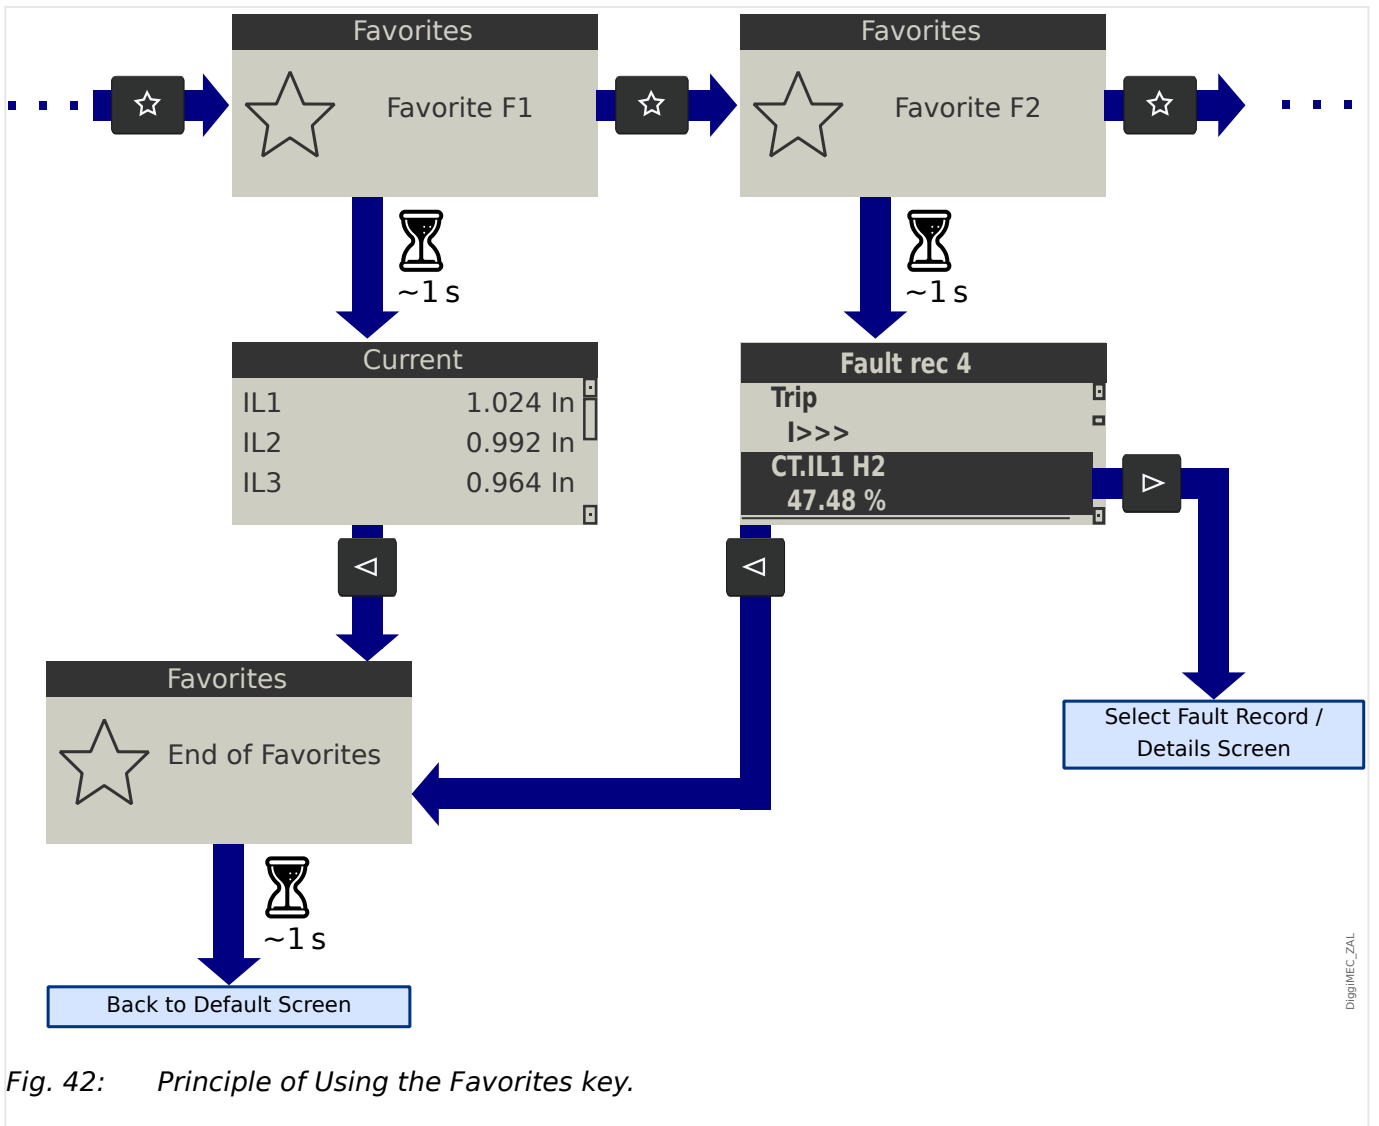 Favorites
Favorites
Favorite F1
Favorite F2
~1 s
~1 s
Current
IL1 1.024 In
IL2 0.992 In
IL3 0.964 In
Fault rec 4
Trip
I>>>
CT.IL1 H2
47.48 %
Favorites
End of Favorites
Select Fault Record /
Details Screen
~1 s
Back to Default Screen
DiggiMEC_ZAL
Fig. 42: Principle of Using the Favorites key.